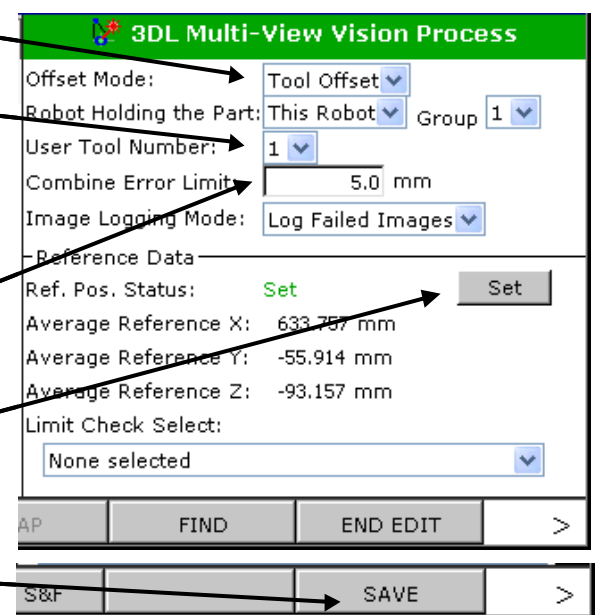 3DL Multi-View Vision Process
Offset Mode: Tool Offset
Robot Holding the Part: This Robot Group 1
User Tool Number: 1
Combine Error Limit: 5.0 mm
Image Logging Mode: Log Failed Images
Reference Data
Ref. Pos. Status: Set Set
Average Reference X: 633.757 mm
Average Reference Y: -55.914 mm
Average Reference Z: -93.157 mm
Limit Check Select:
None selected
AP FIND END EDIT >
S&F SAVE >